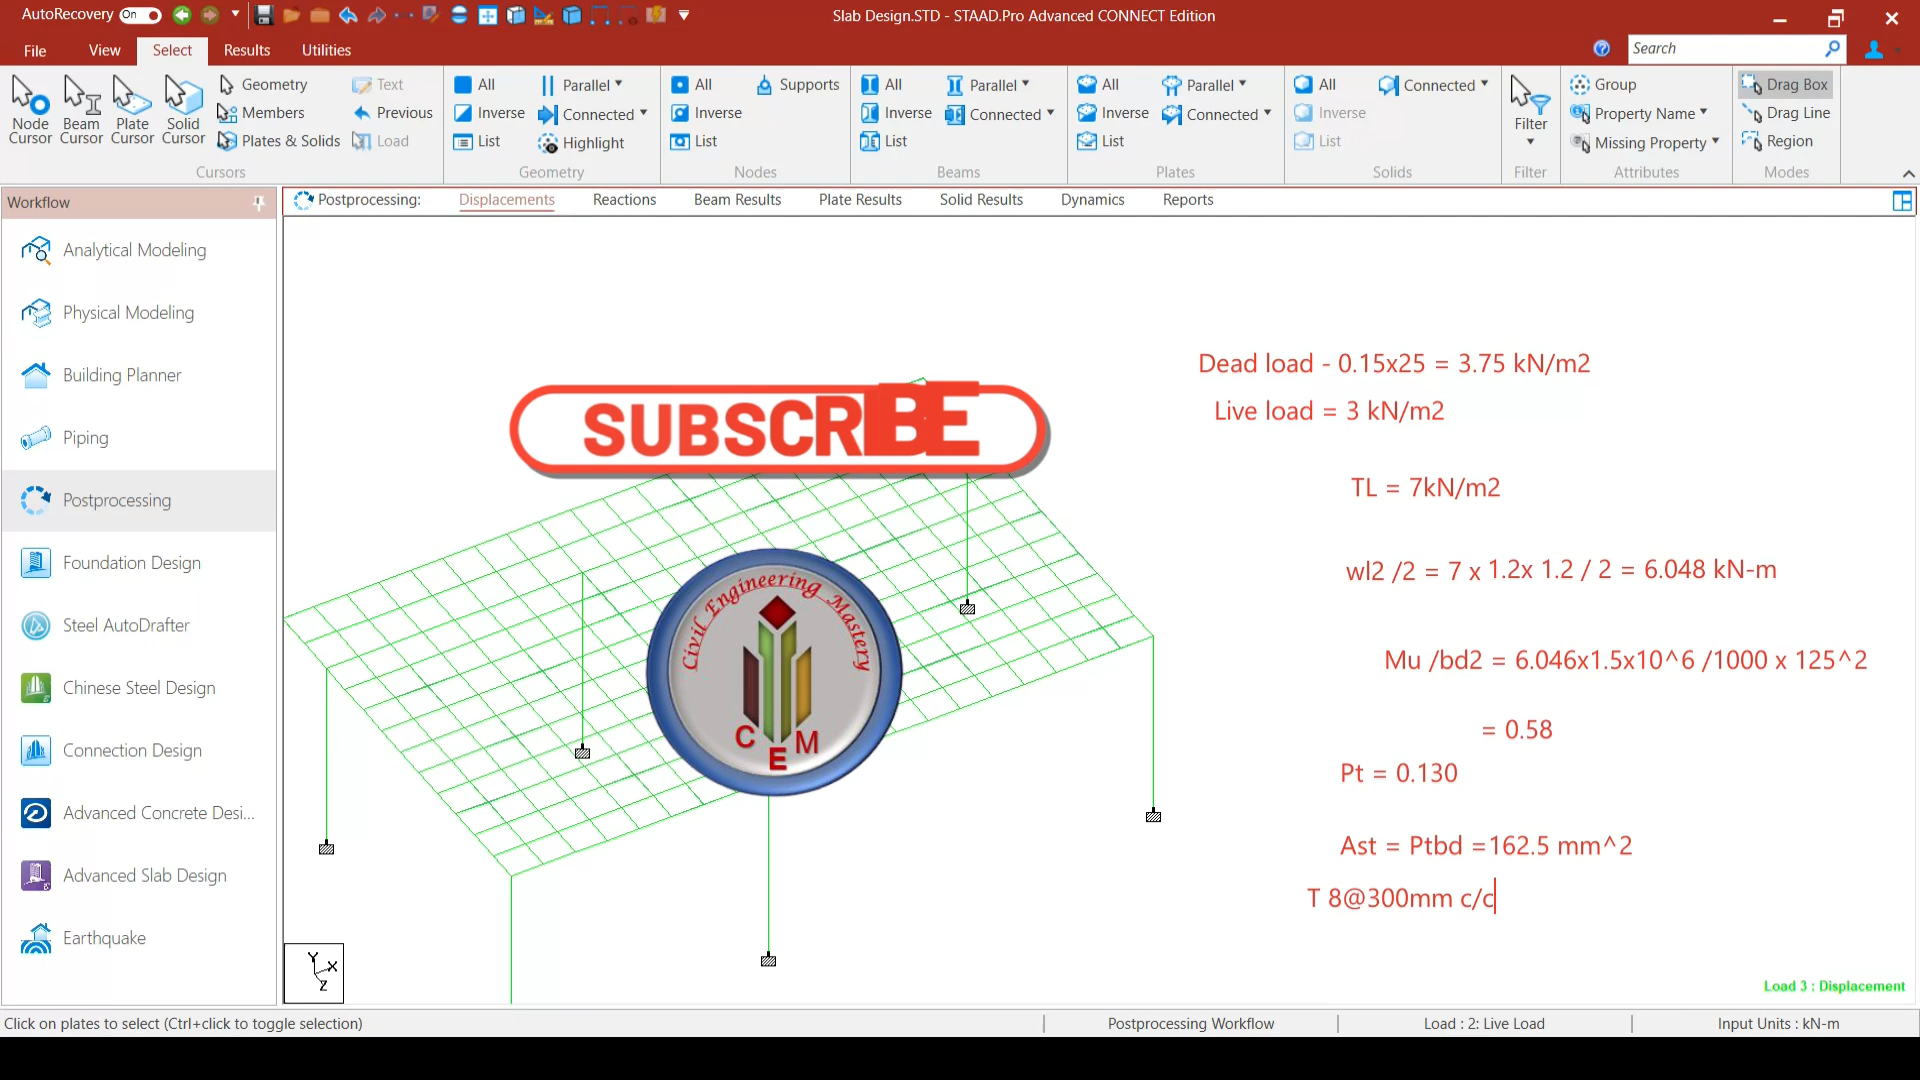 AutoRecovery On
Slab Design.STD - STAAD.Pro Advanced CONNECT Edition
File View Select Results Utilities
Search
Node Cursor
Beam Cursor
Plate Cursor
Solid Cursor
Geometry
Members
Plates & Solids
Text
Previous
Load
Cursors
All
Inverse
List
Parallel
Connected
Highlight
Geometry
All
Inverse
List
Supports
Nodes
All
Inverse
List
Parallel
Connected
Beams
All
Inverse
List
Parallel
Connected
Plates
All
Inverse
List
Connected
Solids
Filter
Filter
Group
Property Name
Missing Property
Attributes
Drag Box
Drag Line
Region
Modes
Workflow
Postprocessing: Displacements Reactions Beam Results Plate Results Solid Results Dynamics Reports
Analytical Modeling
Physical Modeling
Building Planner
Piping
Postprocessing
Foundation Design
Steel AutoDrafter
Chinese Steel Design
Connection Design
Advanced Concrete Desi...
Advanced Slab Design
Earthquake
SUBSCRIBE
Civil Engineering Mastery
C E M
Dead load - 0.15x25 = 3.75 kN/m2
Live load = 3 kN/m2
TL = 7kN/m2
wl2 /2 = 7 x 1.2x 1.2 / 2 = 6.048 kN-m
Mu /bd2 = 6.046x1.5x10^6 /1000 x 125^2
= 0.58
Pt = 0.130
Ast = Ptbd =162.5 mm^2
T 8@300mm c/c
Y X Z
Load 3 : Displacement
Click on plates to select (Ctrl+click to toggle selection)
Postprocessing Workflow
Load : 2: Live Load
Input Units : kN-m